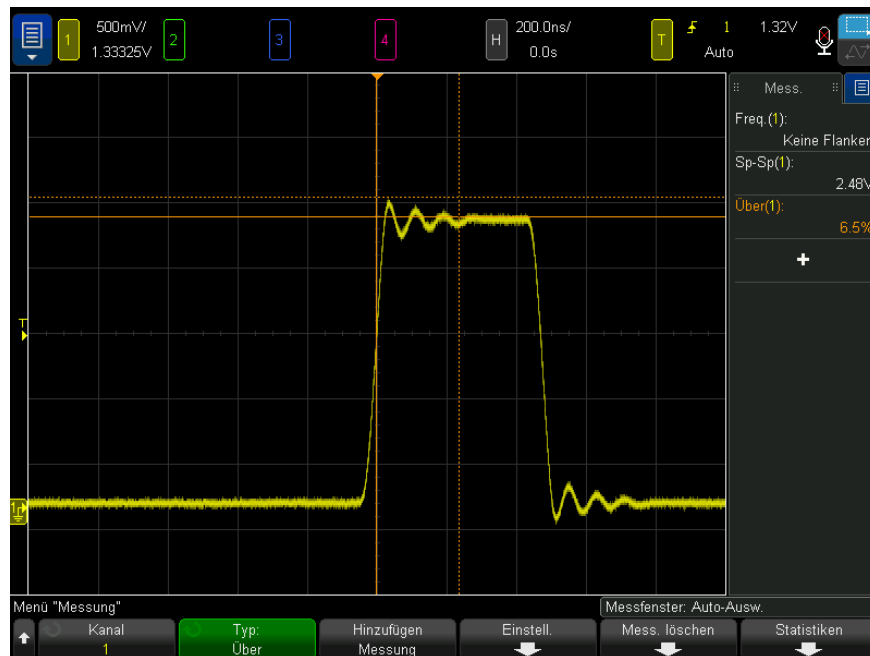 1 500mV/ 2 3 4 H 200.0ns/ T 1 1.32V
1.33325V 0.0s Auto
Mess.
Freq.(1):
Keine Flanken
Sp-Sp(1):
2.48V
Über(1):
6.5%
+
T
1
Menü "Messung"
Messfenster: Auto-Ausw.
Kanal Typ: Hinzufügen Einstell. Mess. löschen Statistiken
1 Über Messung